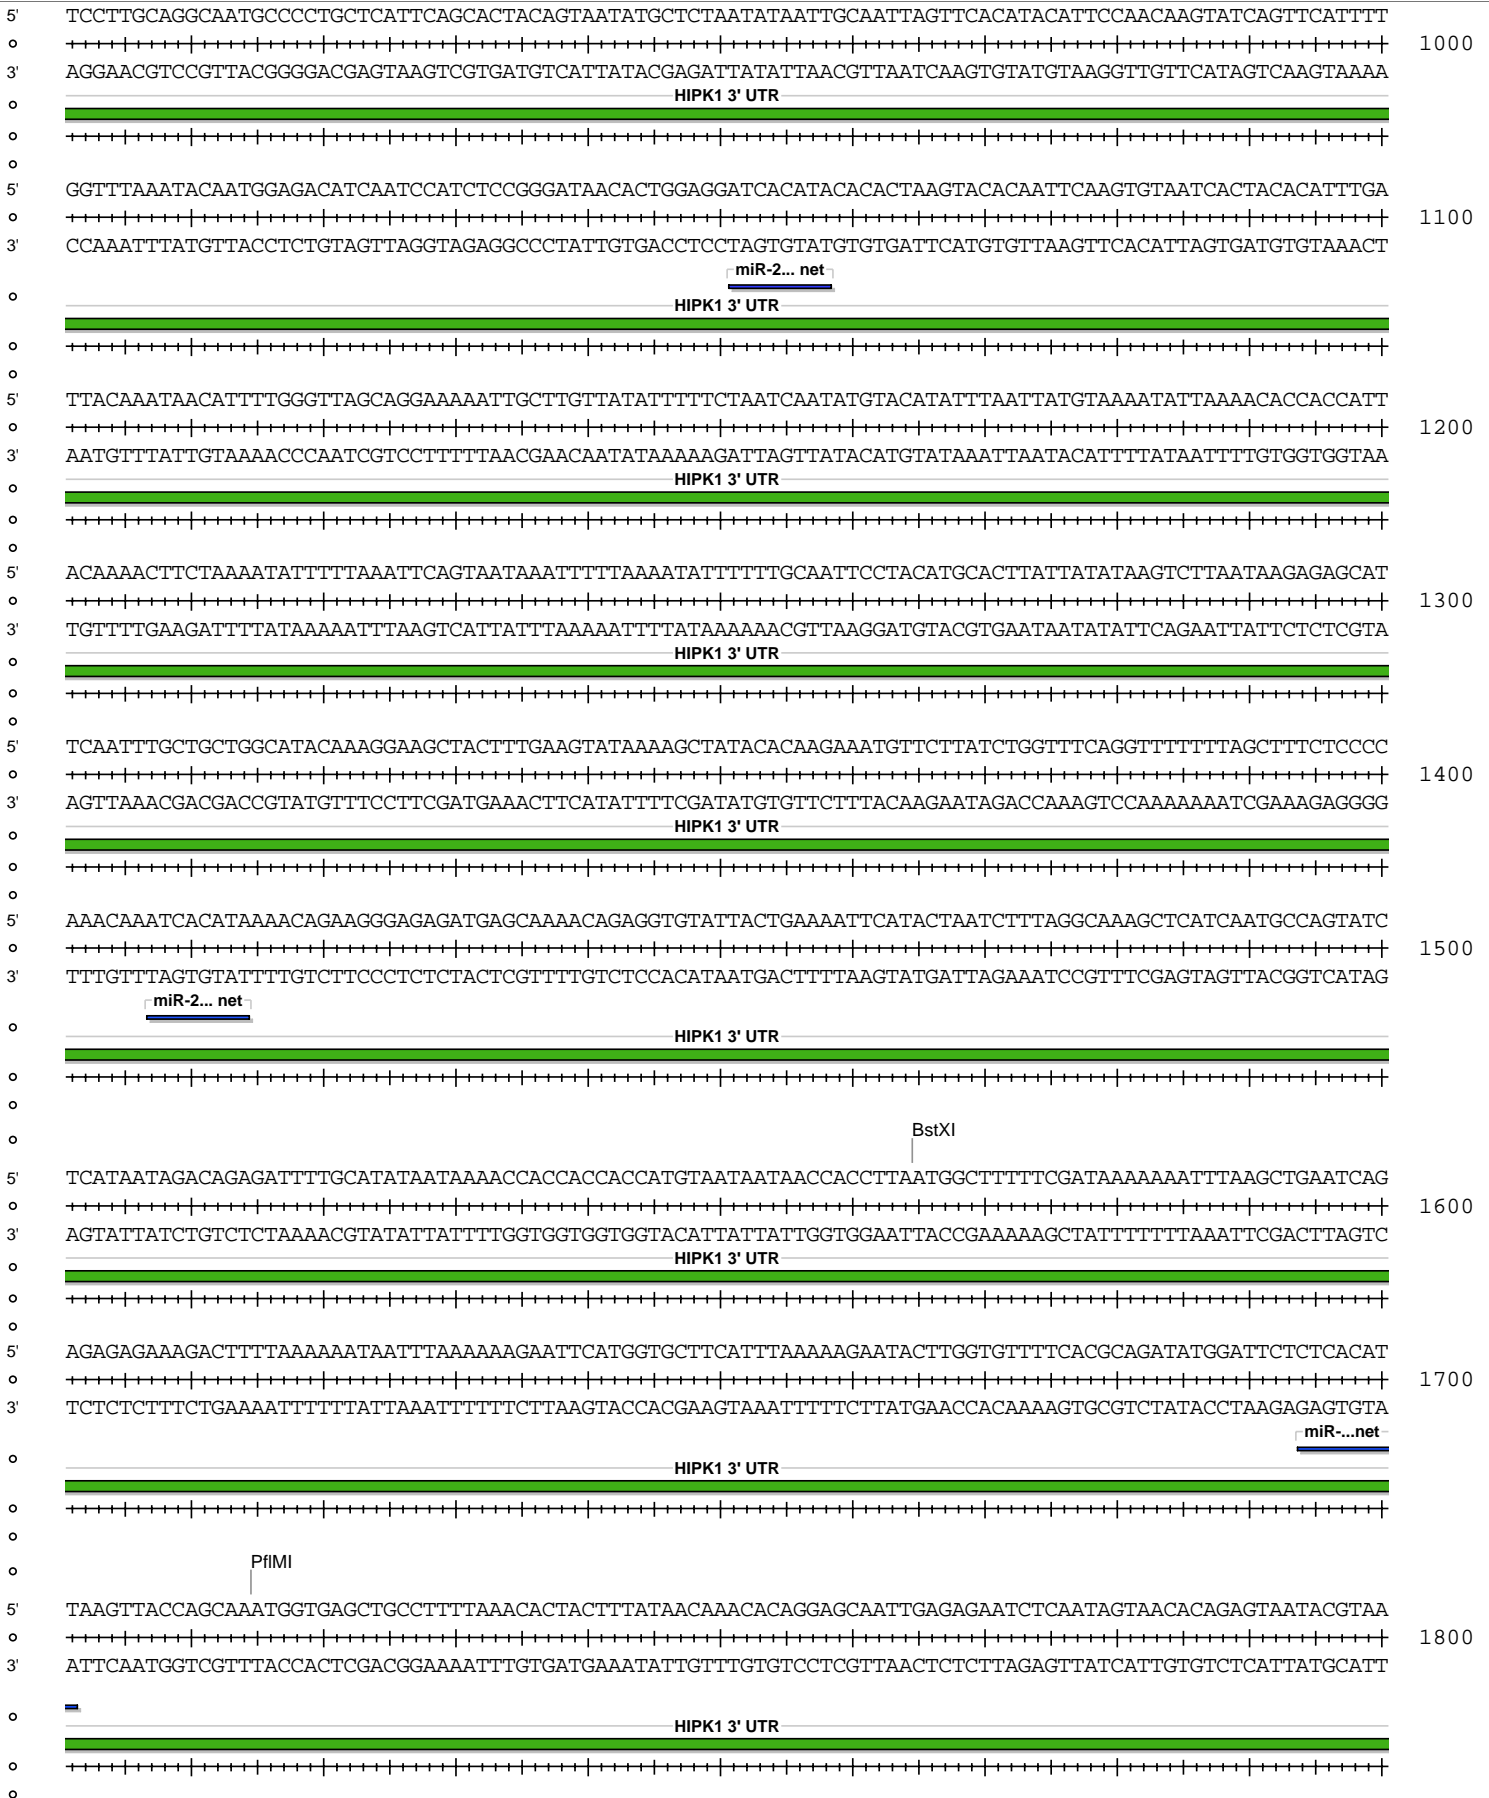 5' TCCTTGCAGGCAATGCCCCTGCTCATTCAGCACTACAGTAATATGCTCTAATATAATTGCAATTAGTTCACATACATTCCAACAAGTATCAGTTCATTTT
1000
3' AGGAACGTCCGTTACGGGGACGAGTAAGTCGTGATGTCATTATACGAGATTATATTAACGTTAATCAAGTGTATGTAAGGTTGTTCATAGTCAAGTAAAA
HIPK1 3' UTR
5' GGTTTAAATACAATGGAGACATCAATCCATCTCCGGGATAACACTGGAGGATCACATACACACTAAGTACACAATTCAAGTGTAATCACTACACATTTGA
1100
3' CCAAATTTATGTTACCTCTGTAGTTAGGTAGAGGCCCTATTGTGACCTCCTAGTGTATGTGTGATTCATGTGTTAAGTTCACATTAGTGATGTGTAAACT
miR-2... net
HIPK1 3' UTR
5' TTACAAATAACATTTTGGGTTAGCAGGAAAAATTGCTTGTTATATTTTTCTAATCAATATGTACATATTTAATTATGTAAAATATTAAAACACCACCATT
1200
3' AATGTTTATTGTAAAACCCAATCGTCCTTTTTAACGAACAATATAAAAAGATTAGTTATACATGTATAAATTAATACATTTTATAATTTTGTGGTGGTAA
HIPK1 3' UTR
5' ACAAAACTTCTAAAATATTTTTAAATTCAGTAATAAATTTTTAAAATATTTTTTGCAATTCCTACATGCACTTATTATATAAGTCTTAATAAGAGAGCAT
1300
3' TGTTTTGAAGATTTTATAAAAATTTAAGTCATTATTTAAAAATTTTATAAAAAACGTTAAGGATGTACGTGAATAATATATTCAGAATTATTCTCTCGTA
HIPK1 3' UTR
5' TCAATTTGCTGCTGGCATACAAAGGAAGCTACTTTGAAGTATAAAAGCTATACACAAGAAATGTTCTTATCTGGTTTCAGGTTTTTTTAGCTTTCTCCCC
1400
3' AGTTAAACGACGACCGTATGTTTCCTTCGATGAAACTTCATATTTTCGATATGTGTTCTTTACAAGAATAGACCAAAGTCCAAAAAAATCGAAAGAGGGG
HIPK1 3' UTR
5' AAACAAATCACATAAAACAGAAGGGAGAGATGAGCAAAACAGAGGTGTATTACTGAAAATTCATACTAATCTTTAGGCAAAGCTCATCAATGCCAGTATC
1500
3' TTTGTTTAGTGTATTTTGTCTTCCCTCTCTACTCGTTTTGTCTCCACATAATGACTTTTAAGTATGATTAGAAATCCGTTTCGAGTAGTTACGGTCATAG
miR-2... net
HIPK1 3' UTR
BstXI
5' TCATAATAGACAGAGATTTTGCATATAATAAAACCACCACCACCATGTAATAATAACCACCTTAATGGCTTTTTCGATAAAAAAATTTAAGCTGAATCAG
1600
3' AGTATTATCTGTCTCTAAAACGTATATTATTTTGGTGGTGGTGGTACATTATTATTGGTGGAATTACCGAAAAAGCTATTTTTTTAAATTCGACTTAGTC
HIPK1 3' UTR
5' AGAGAGAAAGACTTTTAAAAAATAATTTAAAAAAGAATTCATGGTGCTTCATTTAAAAAGAATACTTGGTGTTTTCACGCAGATATGGATTCTCTCACAT
1700
3' TCTCTCTTTCTGAAAATTTTTTATTAAATTTTTTCTTAAGTACCACGAAGTAAATTTTTCTTATGAACCACAAAAGTGCGTCTATACCTAAGAGAGTGTA
miR-...net
HIPK1 3' UTR
PflMI
5' TAAGTTACCAGCAAATGGTGAGCTGCCTTTTAAACACTACTTTATAACAAACACAGGAGCAATTGAGAGAATCTCAATAGTAACACAGAGTAATACGTAA
1800
3' ATTCAATGGTCGTTTACCACTCGACGGAAAATTTGTGATGAAATATTGTTTGTGTCCTCGTTAACTCTCTTAGAGTTATCATTGTGTCTCATTATGCATT
HIPK1 3' UTR